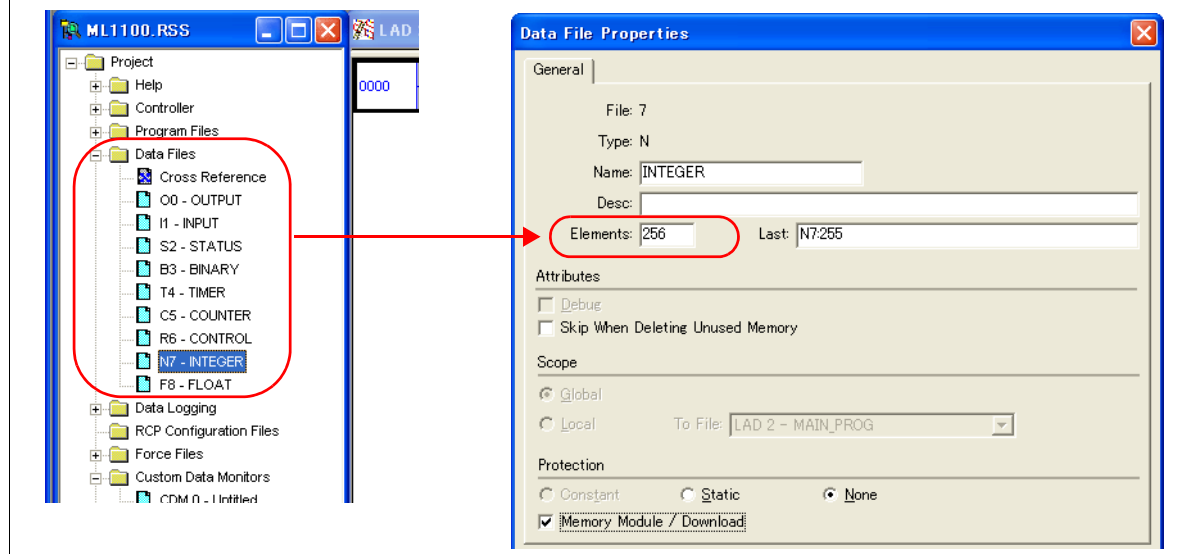 ML1100.RSS
LAD
Project
Help
Controller
0000
Program Files
Data Files
Cross Reference
O0 - OUTPUT
I1 - INPUT
S2 - STATUS
B3 - BINARY
T4 - TIMER
C5 - COUNTER
R6 - CONTROL
N7 - INTEGER
F8 - FLOAT
Data Logging
RCP Configuration Files
Force Files
Custom Data Monitors
CDM 0 - Untitled
Data File Properties
General
File: 7
Type: N
Name: INTEGER
Desc:
Elements: 256 Last: N7:255
Attributes
Debug
Skip When Deleting Unused Memory
Scope
Global
Local To File: LAD 2 - MAIN_PROG
Protection
Constant Static None
Memory Module / Download